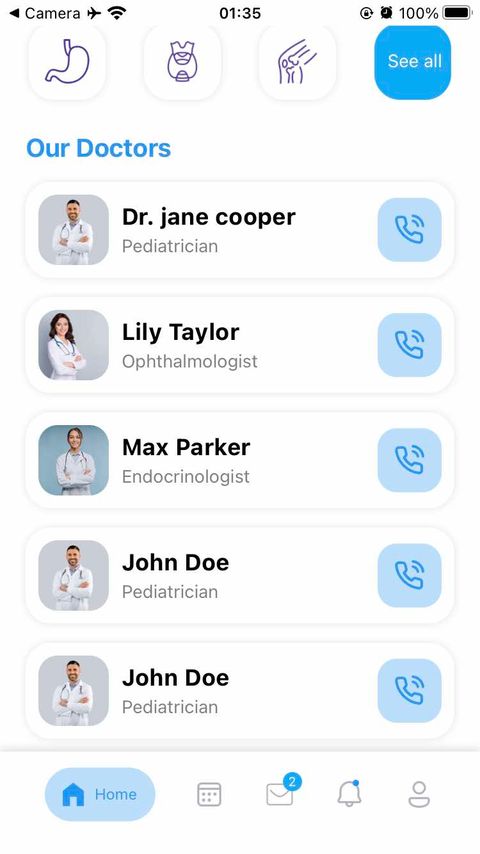 Camera
01:35
100%
See all
Our Doctors
Dr. jane cooper
Pediatrician
Lily Taylor
Ophthalmologist
Max Parker
Endocrinologist
John Doe
Pediatrician
John Doe
Pediatrician
2
Home